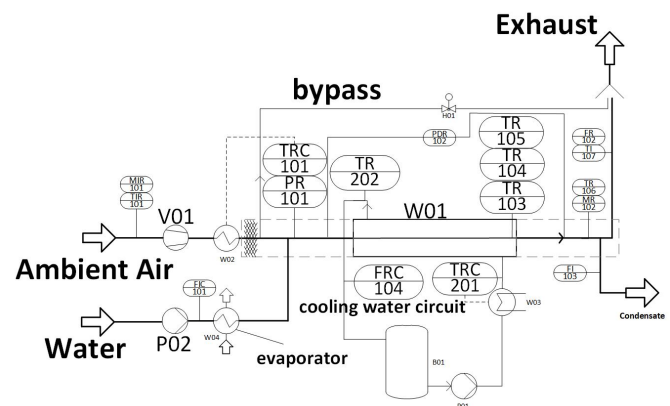 Exhaust
bypass
H01
PDR
102
TR
105
TR
104
TR
103
FR
102
TI
107
TR
106
MR
102
TRC
101
PR
101
TR
202
MIR
101
TIR
101
V01
W02
W01
Ambient Air
FRC
104
TRC
201
FI
103
FIC
101
cooling water circuit
W03
Condensate
Water
P02
W04
evaporator
B01
P01